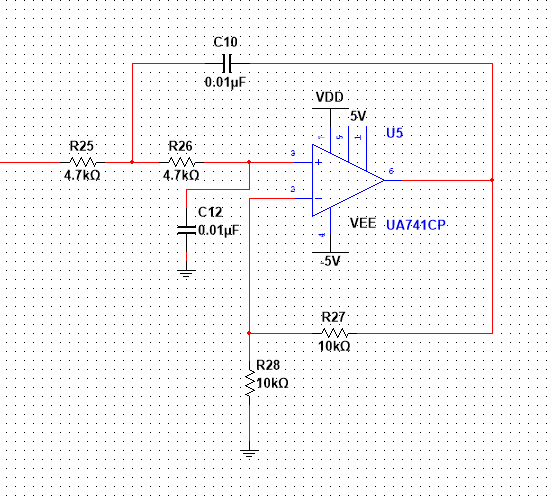 C10
0.01µF
VDD
5V
U5
R25
4.7kΩ
R26
4.7kΩ
3
7
5
1
6
2
4
C12
0.01µF
VEE
UA741CP
-5V
R27
10kΩ
R28
10kΩ